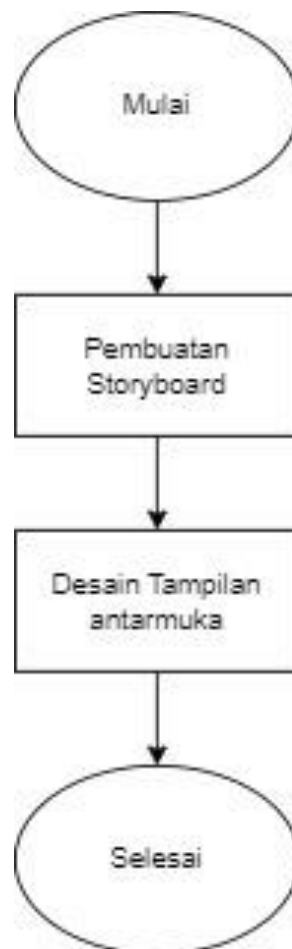 Mulai
Pembuatan
Storyboard
Desain Tampilan
antarmuka
Selesai